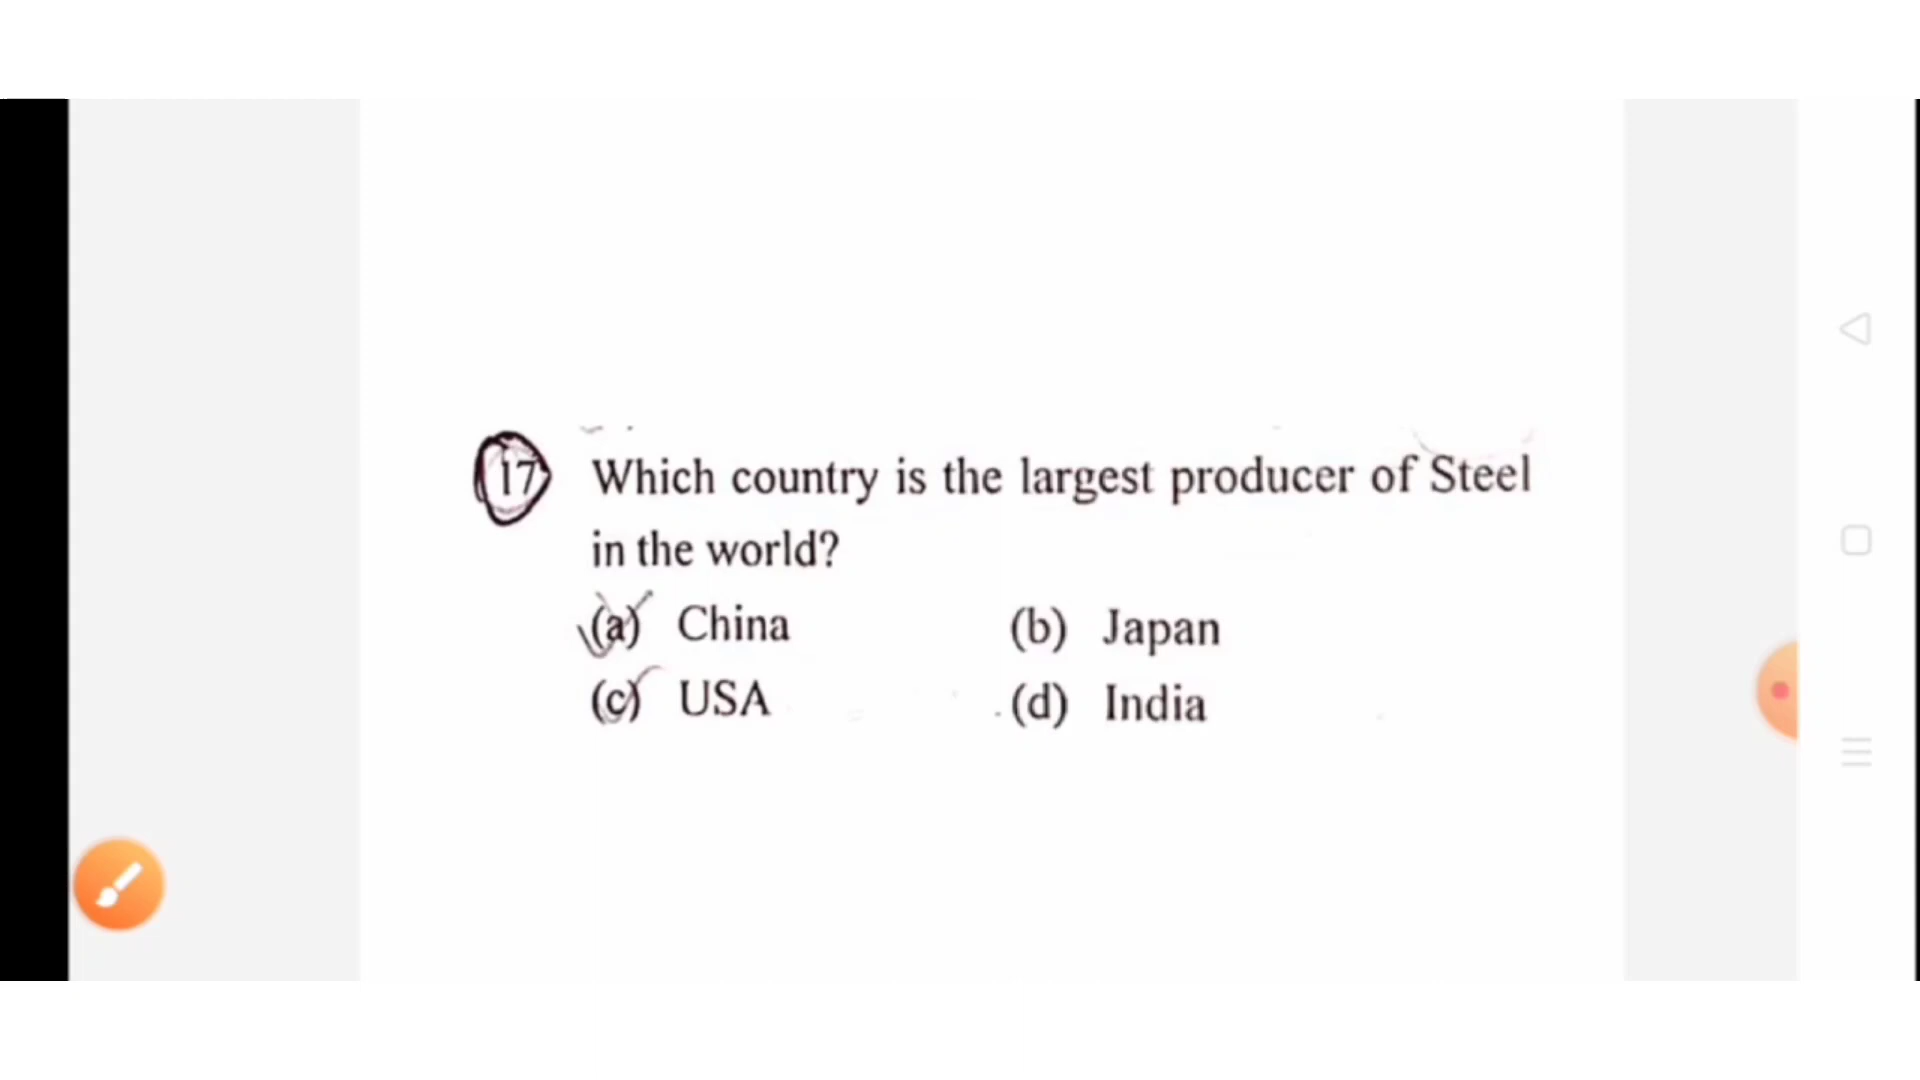 17 Which country is the largest producer of Steel
in the world?
(a) China (b) Japan
(c) USA (d) India